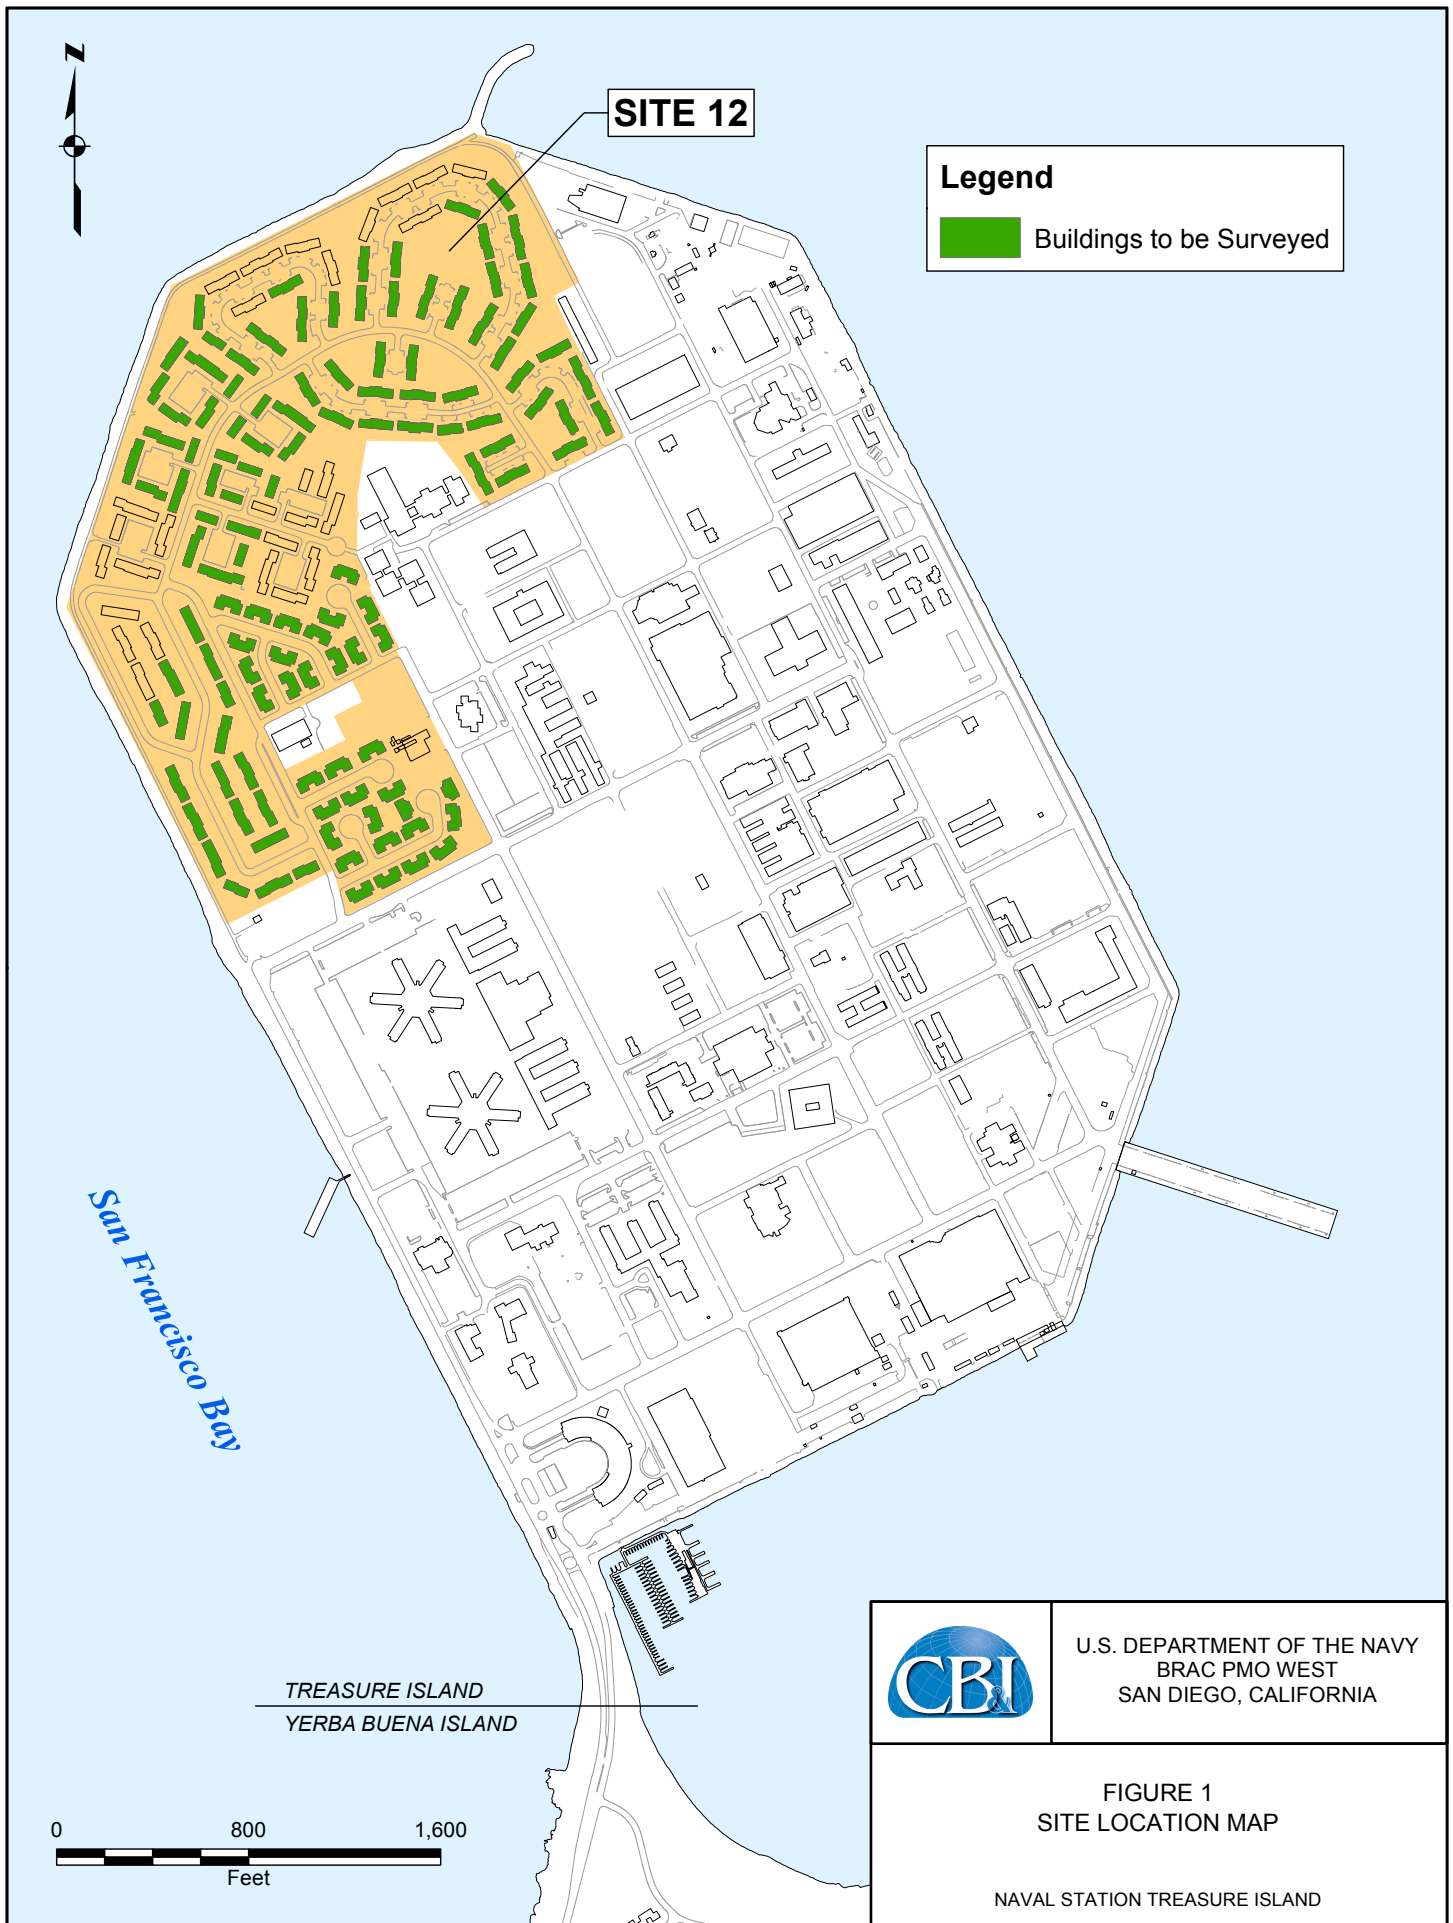 Z
SITE 12
Legend
Buildings to be Surveyed
San Francisco Bay
TREASURE ISLAND
YERBA BUENA ISLAND
0 800 1,600
Feet
CB&I
U.S. DEPARTMENT OF THE NAVY
BRAC PMO WEST
SAN DIEGO, CALIFORNIA
FIGURE 1
SITE LOCATION MAP
NAVAL STATION TREASURE ISLAND